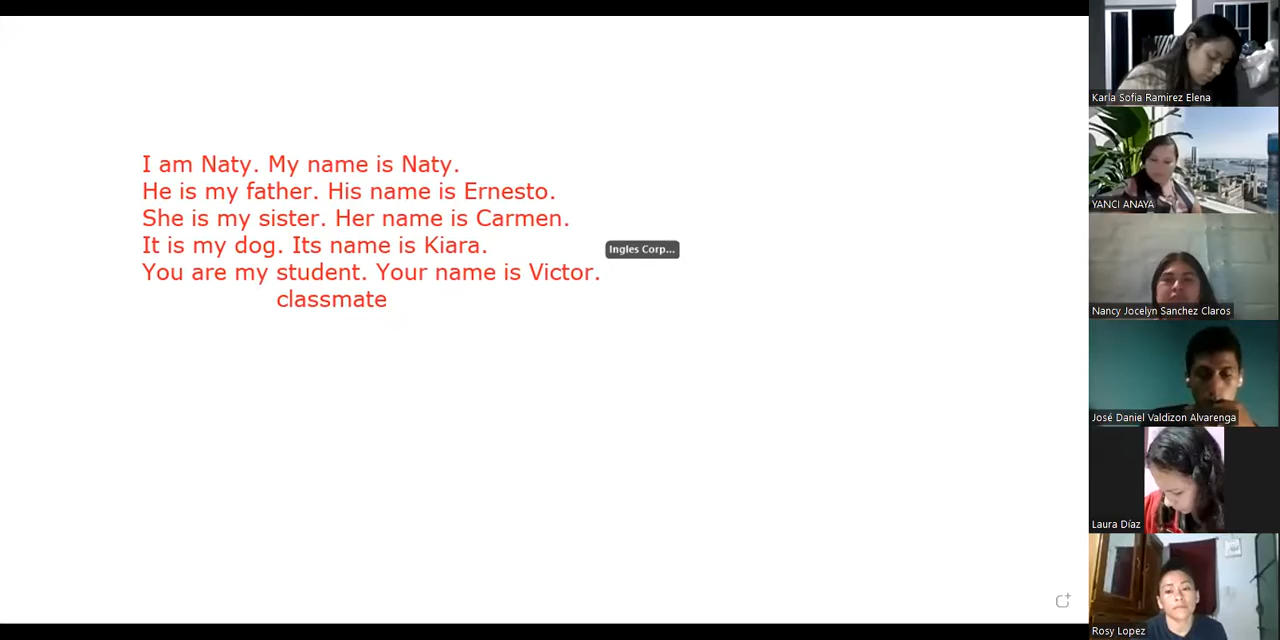 I am Naty. My name is Naty.
He is my father. His name is Ernesto.
She is my sister. Her name is Carmen.
It is my dog. Its name is Kiara.
You are my student. Your name is Victor.
classmate
Ingles Corp...
Karla Sofia Ramirez Elena
YANCI ANAYA
Nancy Jocelyn Sanchez Claros
José Daniel Valdizon Alvarenga
Laura Díaz
Rosy Lopez